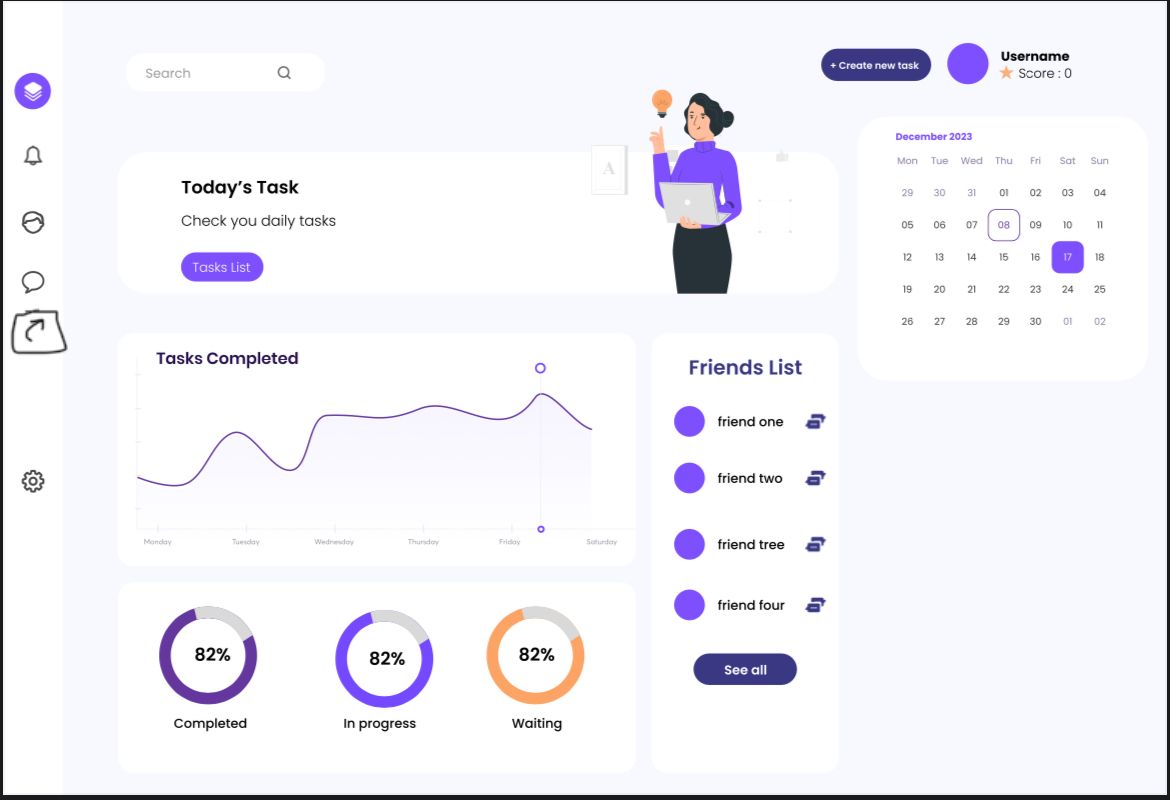 Search
+ Create new task
Username
Score : 0
Today's Task
Check you daily tasks
Tasks List
A
December 2023
Mon Tue Wed Thu Fri Sat Sun
29 30 31 01 02 03 04
05 06 07 08 09 10 11
12 13 14 15 16 17 18
19 20 21 22 23 24 25
26 27 28 29 30 01 02
Tasks Completed
Monday Tuesday Wednesday Thursday Friday Saturday
Friends List
friend one
friend two
friend tree
friend four
See all
82% 82% 82%
Completed In progress Waiting